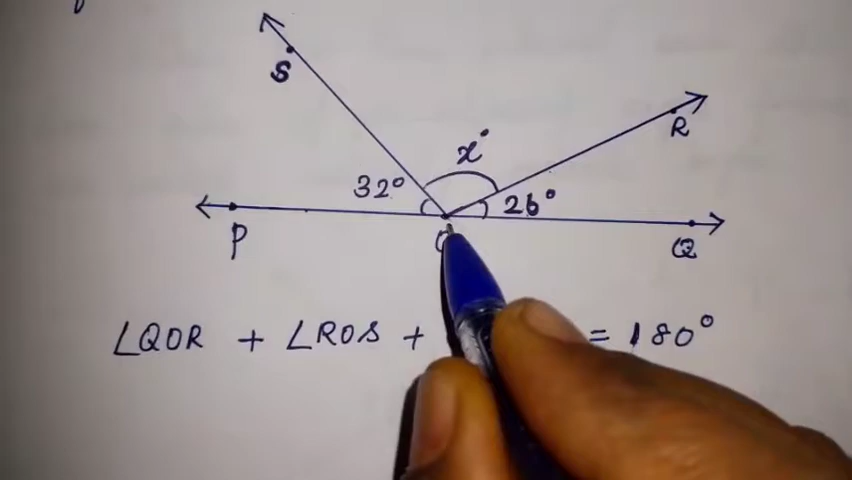 S
R
x°
32°
26°
P
Q
∠QOR + ∠ROS + = 180°